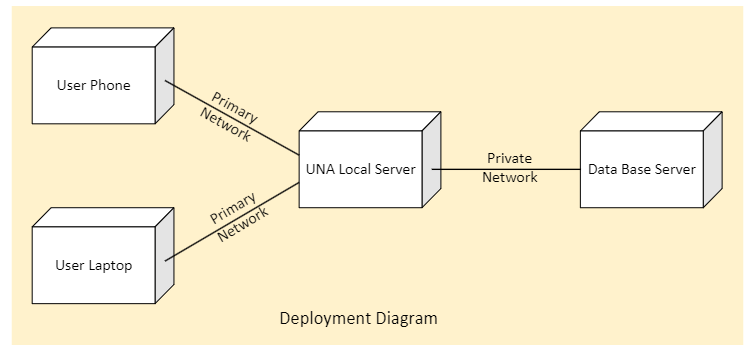 User Phone
Primary
Network
UNA Local Server
Private
Network
Data Base Server
Primary
Network
User Laptop
Deployment Diagram